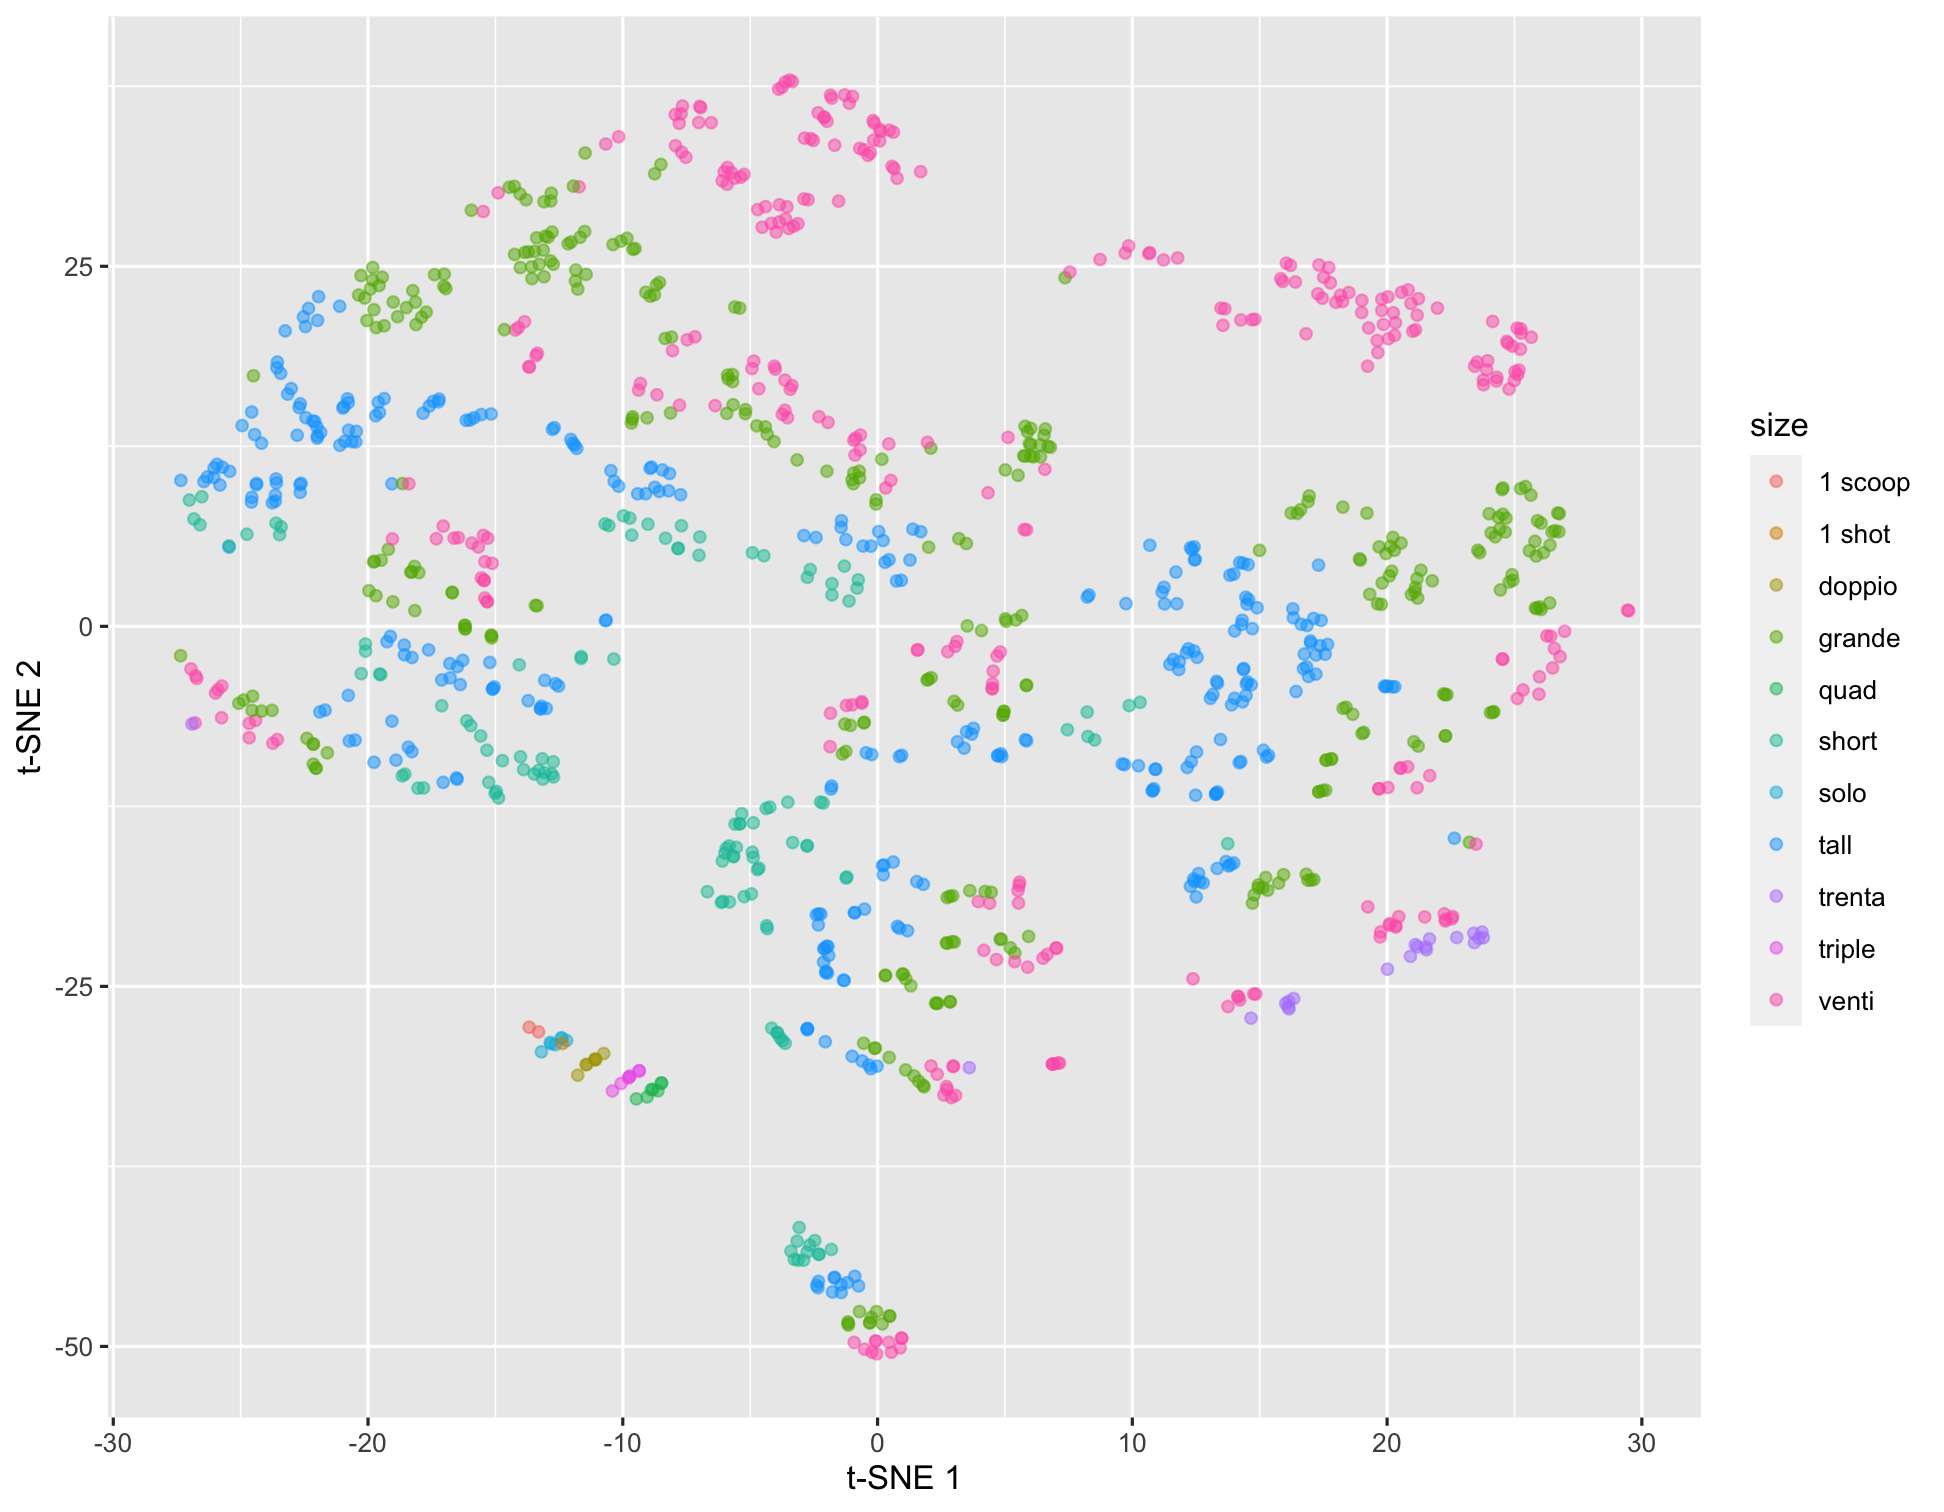 size
1 scoop
1 shot
doppio
grande
quad
short
solo
tall
trenta
triple
venti
25
0
-25
-50
t-SNE 2
-30 -20 -10 0 10 20 30
t-SNE 1